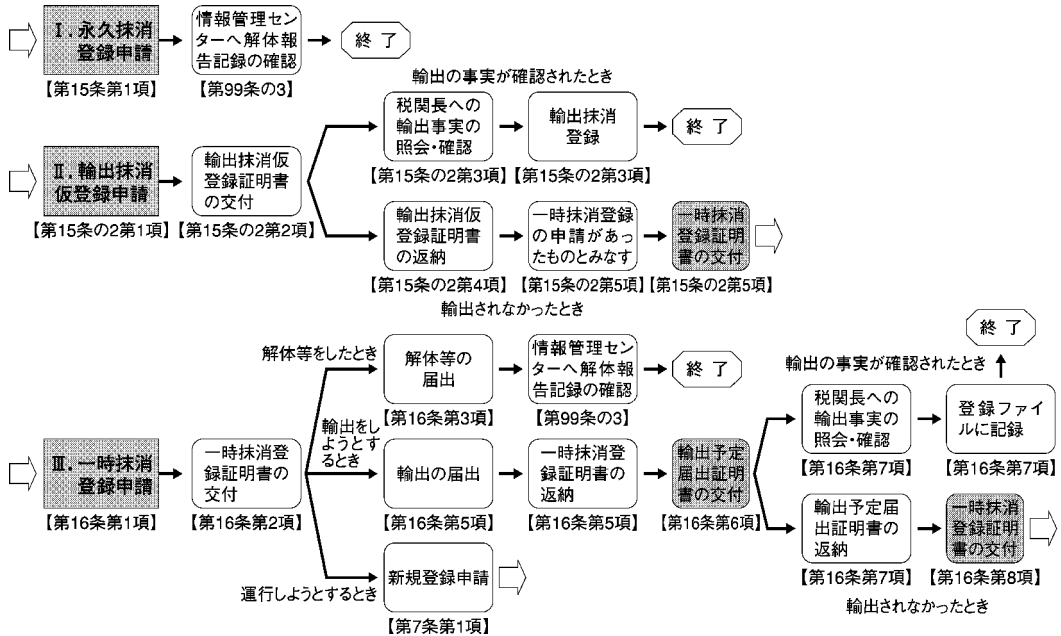 Ⅰ.永久抹消
登録申請
【第15条第1項】
情報管理セン
ターへ解体報
告記録の確認
【第99条の3】
終 了
Ⅱ.輸出抹消
仮登録申請
【第15条の2第1項】
輸出抹消仮
登録証明書
の交付
【第15条の2第2項】
輸出の事実が確認されたとき
税関長への
輸出事実の
照会・確認
【第15条の2第3項】
輸出抹消
登録
【第15条の2第3項】
終 了
輸出抹消仮
登録証明書
の返納
【第15条の2第4項】
一時抹消登録
の申請があっ
たものとみなす
【第15条の2第5項】
一時抹消
登録証明
書の交付
【第15条の2第5項】
輸出されなかったとき
Ⅲ.一時抹消
登録申請
【第16条第1項】
一時抹消登
録証明書の
交付
【第16条第2項】
解体等をしたとき
解体等の
届出
【第16条第3項】
情報管理セン
ターへ解体報
告記録の確認
【第99条の3】
終 了
輸出をし
ようとす
るとき
輸出の届出
【第16条第5項】
一時抹消登
録証明書の
返納
【第16条第5項】
輸出予定
届出証明
書の交付
【第16条第6項】
輸出の事実が確認されたとき
税関長への
輸出事実の
照会・確認
【第16条第7項】
登録ファイ
ルに記録
【第16条第7項】
終 了
輸出予定届
出証明書の
返納
【第16条第7項】
一時抹消
登録証明
書の交付
【第16条第8項】
輸出されなかったとき
運行しようとするとき
新規登録申請
【第7条第1項】